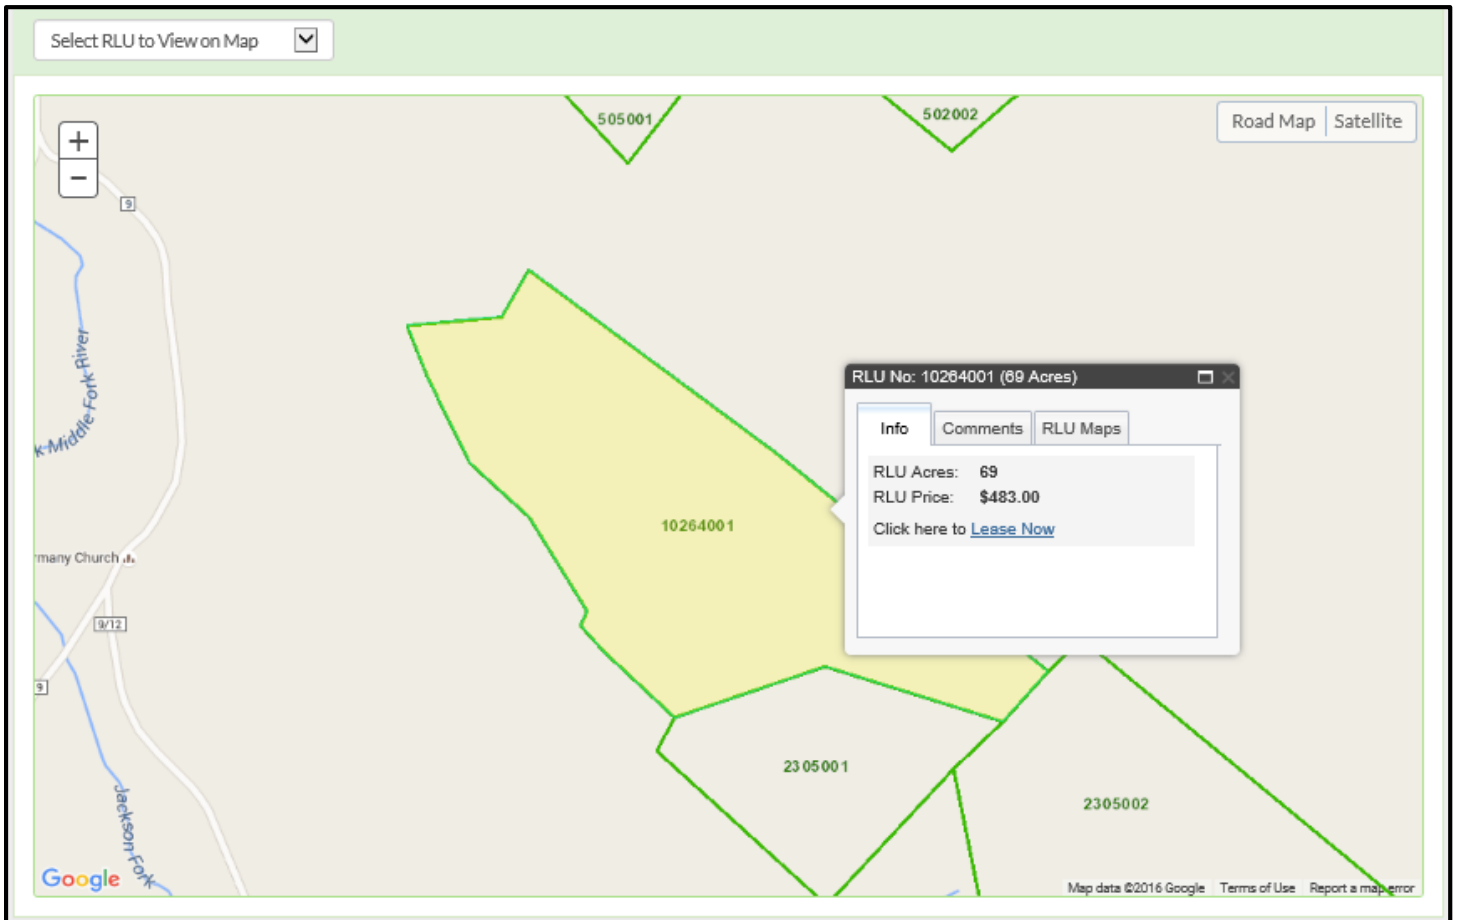 Select RLU to View on Map
505001
502002
Road Map Satellite
+
−
9
k Middle Fork River
RLU No: 10264001 (69 Acres)
Info Comments RLU Maps
RLU Acres: 69
RLU Price: $483.00
Click here to Lease Now
10264001
rmany Church
9/12
9
2305001
2305002
Jackson Fork
Google
Map data ©2016 Google Terms of Use Report a map error